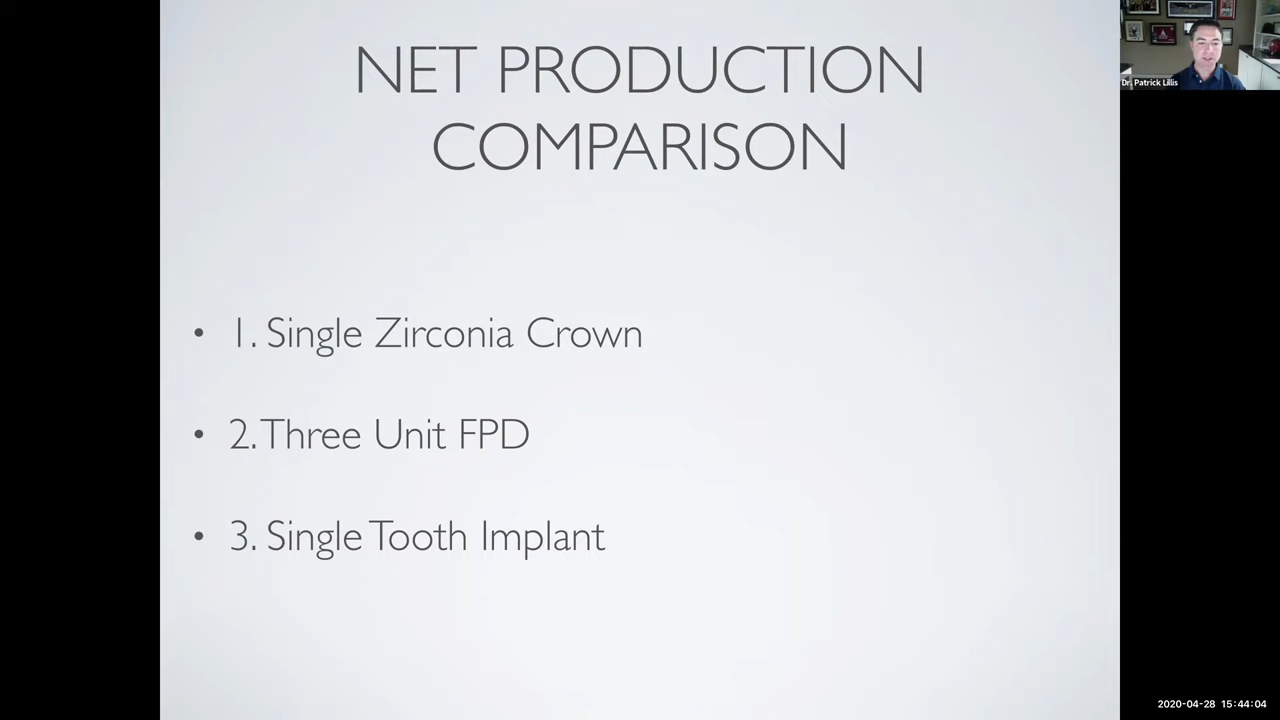 NET PRODUCTION
COMPARISON
Dr. Patrick Lillis
• 1. Single Zirconia Crown
• 2. Three Unit FPD
• 3. Single Tooth Implant
2020-04-28 15:44:04